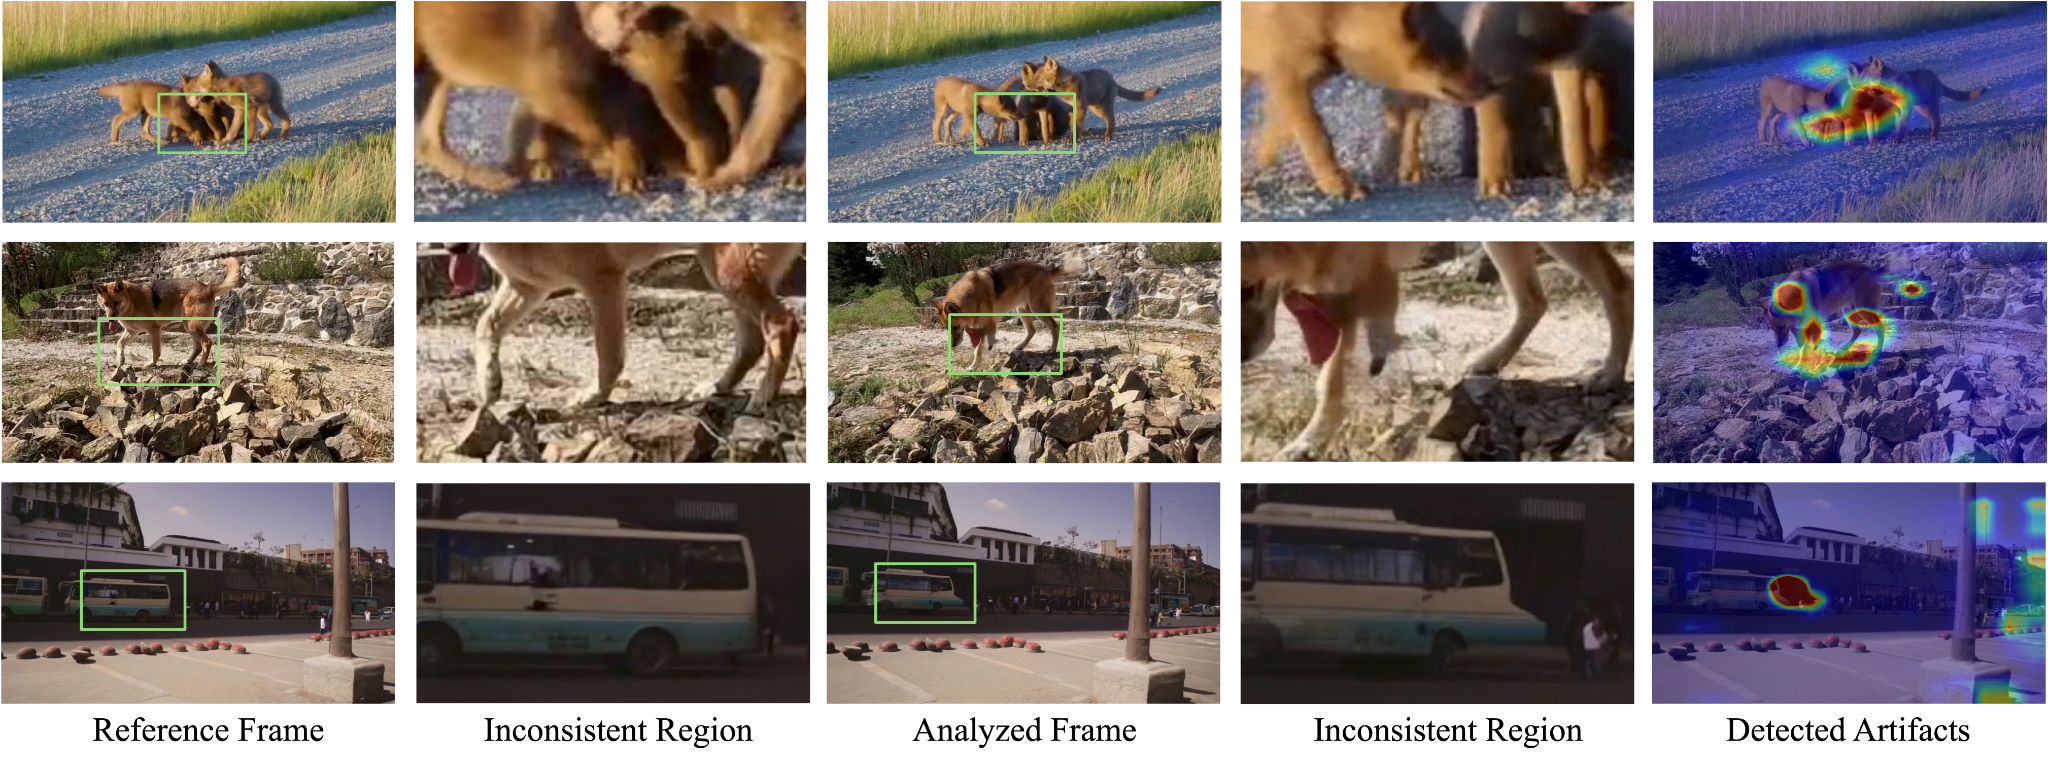 Reference Frame
Inconsistent Region
Analyzed Frame
Inconsistent Region
Detected Artifacts